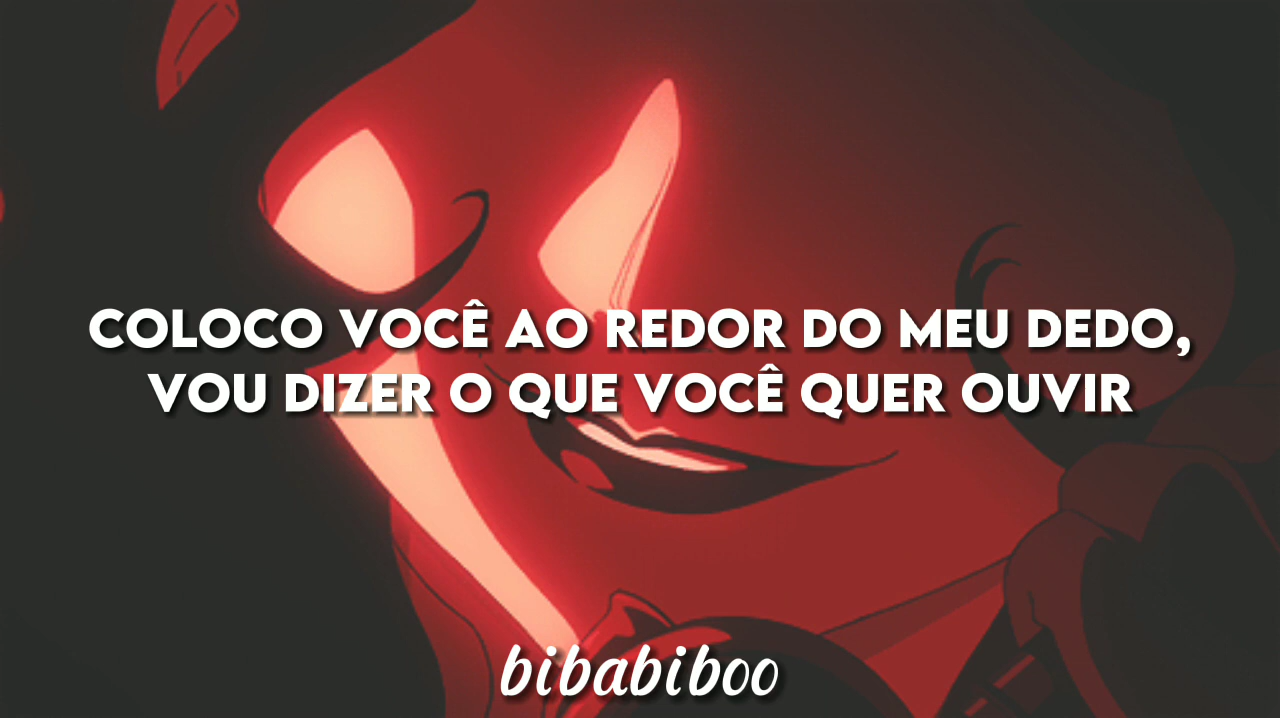 COLOCO VOCÊ AO REDOR DO MEU DEDO,
VOU DIZER O QUE VOCÊ QUER OUVIR
bibabiboo